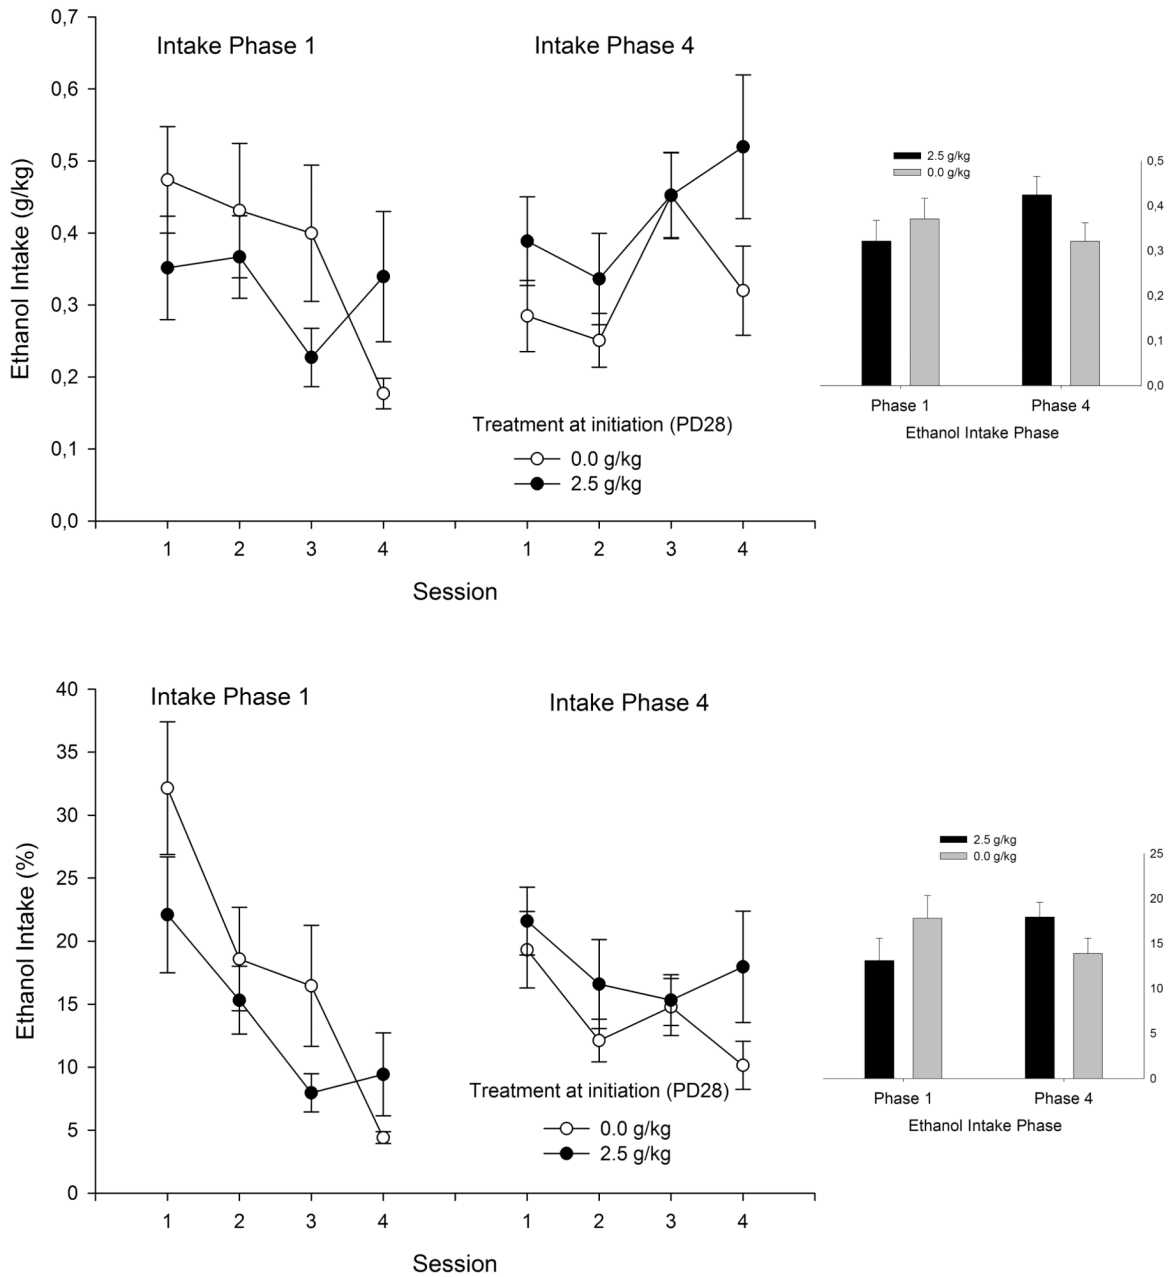 0,7
Intake Phase 1
Intake Phase 4
0,6
0,5
0,4
0,3
0,2
0,1
0,0
Ethanol Intake (g/kg)
Treatment at initiation (PD28)
0.0 g/kg
2.5 g/kg
1 2 3 4 1 2 3 4
Session
2.5 g/kg
0.0 g/kg
0,5
0,4
0,3
0,2
0,1
0,0
Phase 1 Phase 4
Ethanol Intake Phase
40
Intake Phase 1
Intake Phase 4
35
30
25
20
15
10
5
0
Ethanol Intake (%)
Treatment at initiation (PD28)
0.0 g/kg
2.5 g/kg
1 2 3 4 1 2 3 4
Session
2.5 g/kg
0.0 g/kg
25
20
15
10
5
0
Phase 1 Phase 4
Ethanol Intake Phase